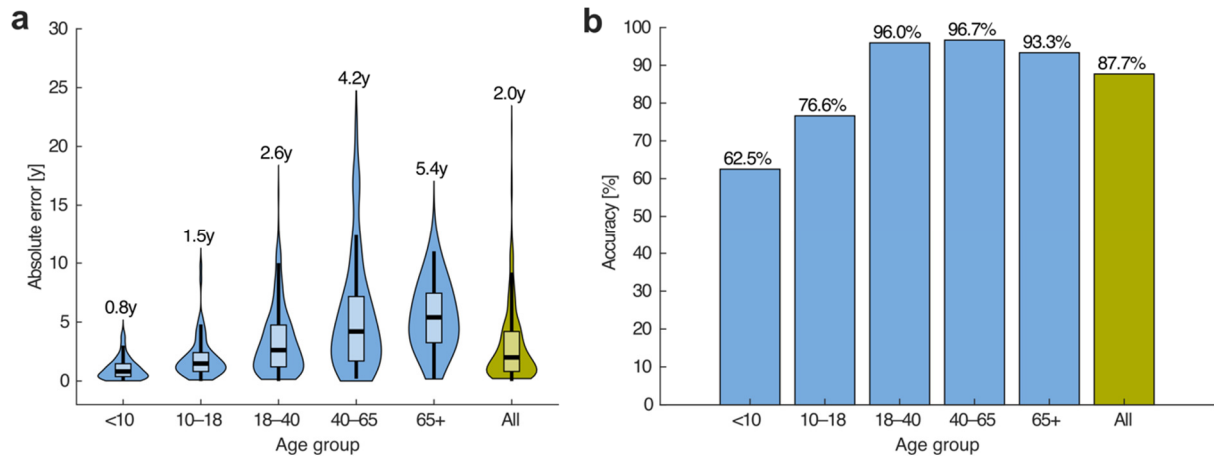 a
30
25
20
15
10
5
0
Absolute error [y]
0.8y
1.5y
2.6y
4.2y
5.4y
2.0y
<10
10–18
18–40
40–65
65+
All
Age group
b
100
90
80
70
60
50
40
30
20
10
0
Accuracy [%]
62.5%
76.6%
96.0%
96.7%
93.3%
87.7%
<10
10–18
18–40
40–65
65+
All
Age group